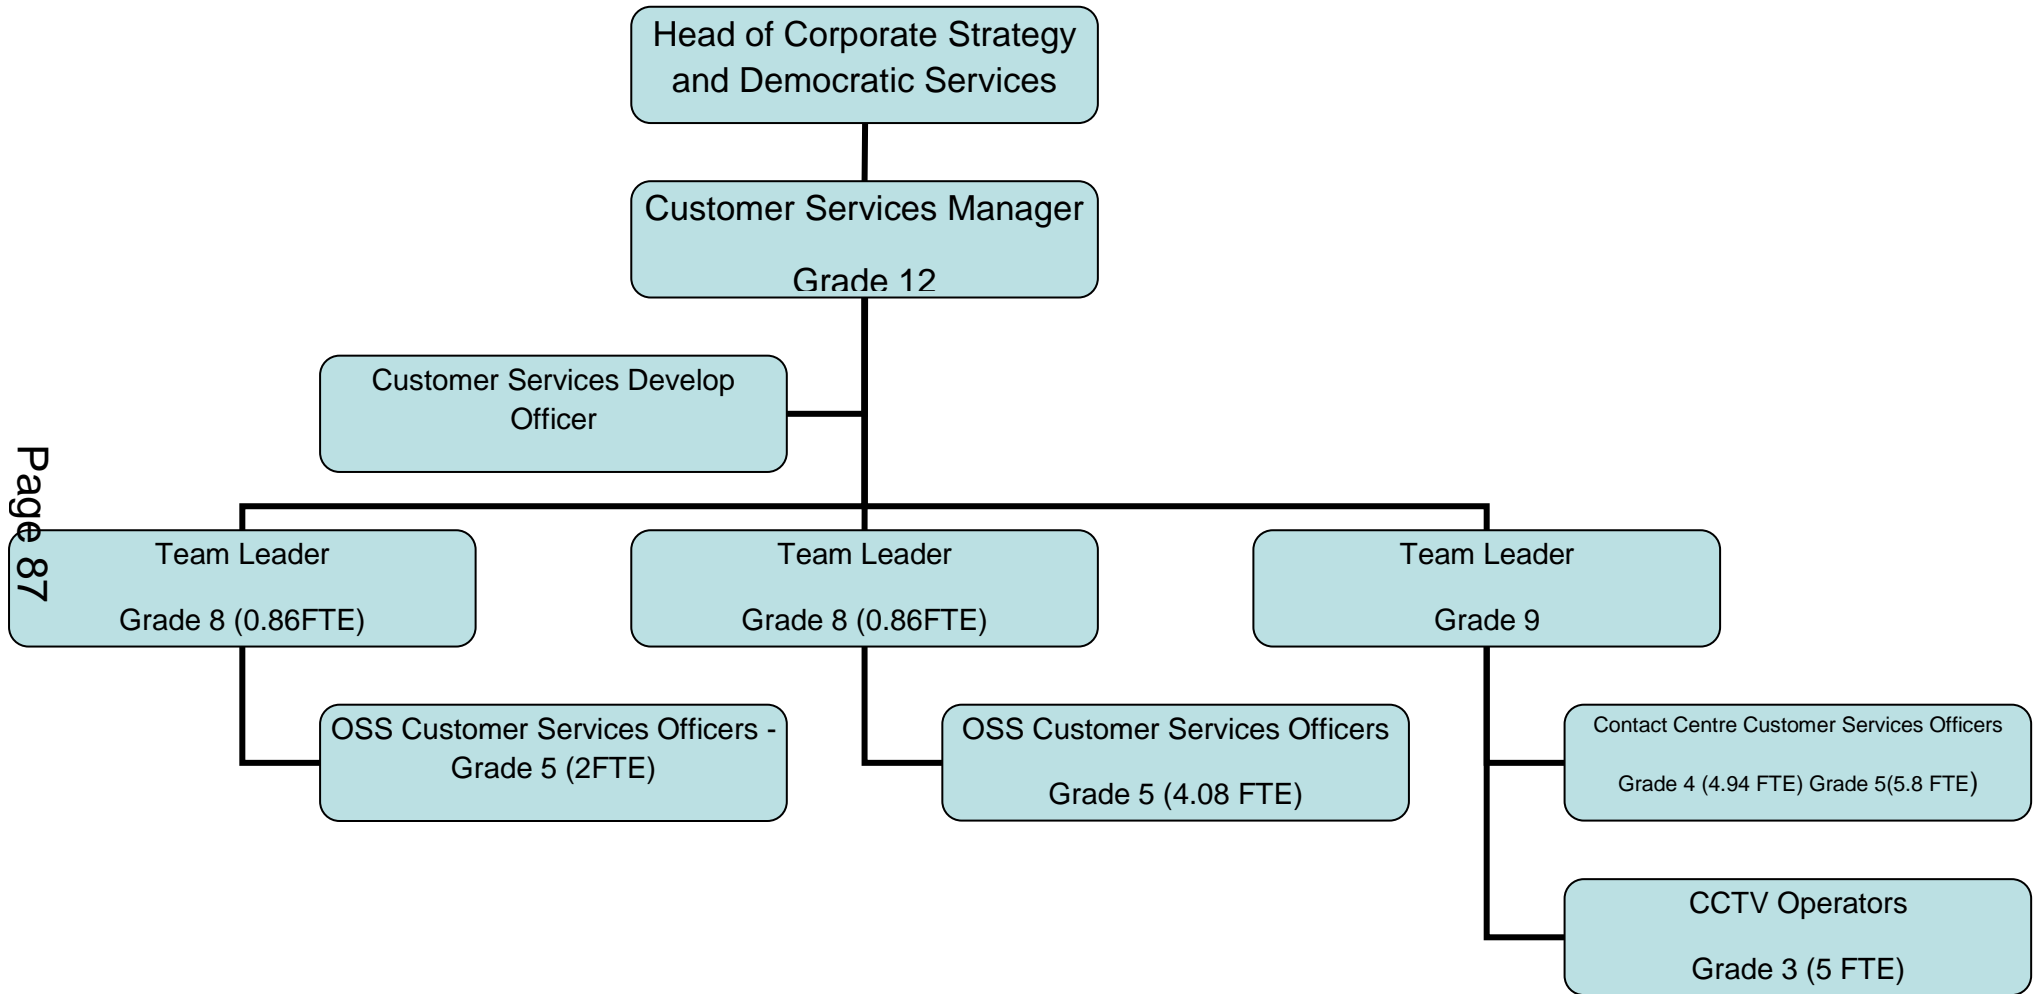 Head of Corporate Strategy
and Democratic Services
Customer Services Manager
Grade 12
Customer Services Develop
Officer
Page 87
Team Leader
Grade 8 (0.86FTE)
Team Leader
Grade 8 (0.86FTE)
Team Leader
Grade 9
OSS Customer Services Officers -
Grade 5 (2FTE)
OSS Customer Services Officers
Grade 5 (4.08 FTE)
Contact Centre Customer Services Officers
Grade 4 (4.94 FTE) Grade 5(5.8 FTE)
CCTV Operators
Grade 3 (5 FTE)